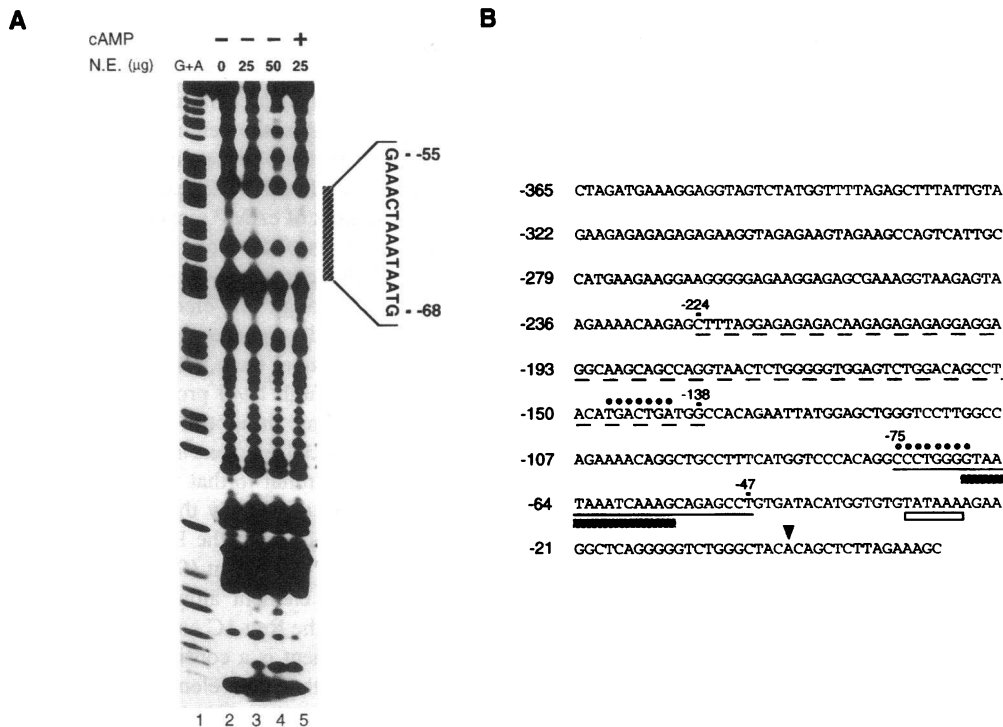 A
cAMP - - - +
N.E. (µg) G+A 0 25 50 25
-55
GAAACTAAATAATG
-68
1 2 3 4 5
B
-365 CTAGATGAAAGGAGGTAGTCTATGGTTTTAGAGCTTTATTGTA
-322 GAAGAGAGAGAGAGAAGGTAGAGAAGTAGAAGCCAGTCATTGC
-279 CATGAAGAAGGAAGGGGGAGAAGGAGAGCGAAAGGTAAGAGTA
-224
-236 AGAAAACAAGAGCTTTAGGAGAGAGACAAGAGAGAGAGGAGGA
-193 GGCAAGCAGCCAGGTAACTCTGGGGGTGGAGTCTGGACAGCCT
-138
-150 ACATGACTGATGGCCACAGAATTATGGAGCTGGGTCCTTGGCC
-75
-107 AGAAAACAGGCTGCCTTTCATGGTCCCACAGGCCCTGGGGTAA
-47
-64 TAAATCAAAGCAGAGCCTGTGATACATGGTGTGTATAAAAGAA
-21 GGCTCAGGGGGTCTGGGCTACACAGCTCTTAGAAAGC